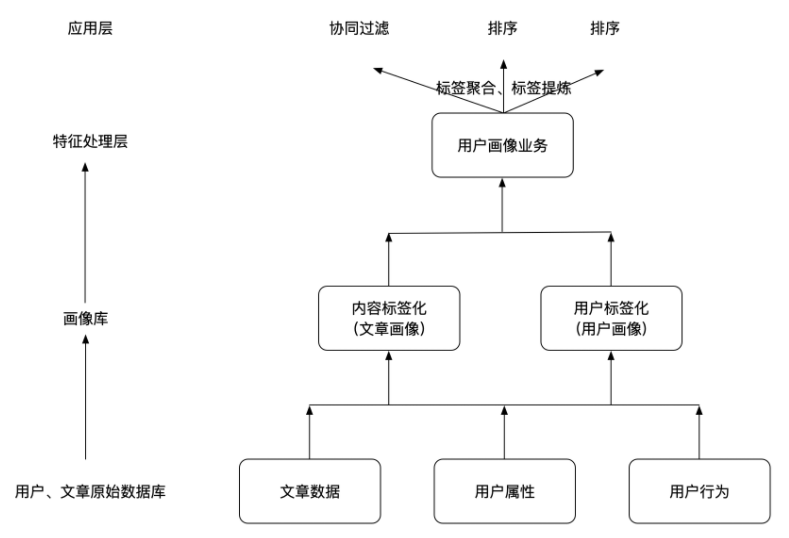 应用层
协同过滤
排序
排序
标签聚合、标签提炼
特征处理层
用户画像业务
画像库
内容标签化
(文章画像)
用户标签化
(用户画像)
用户、文章原始数据库
文章数据
用户属性
用户行为